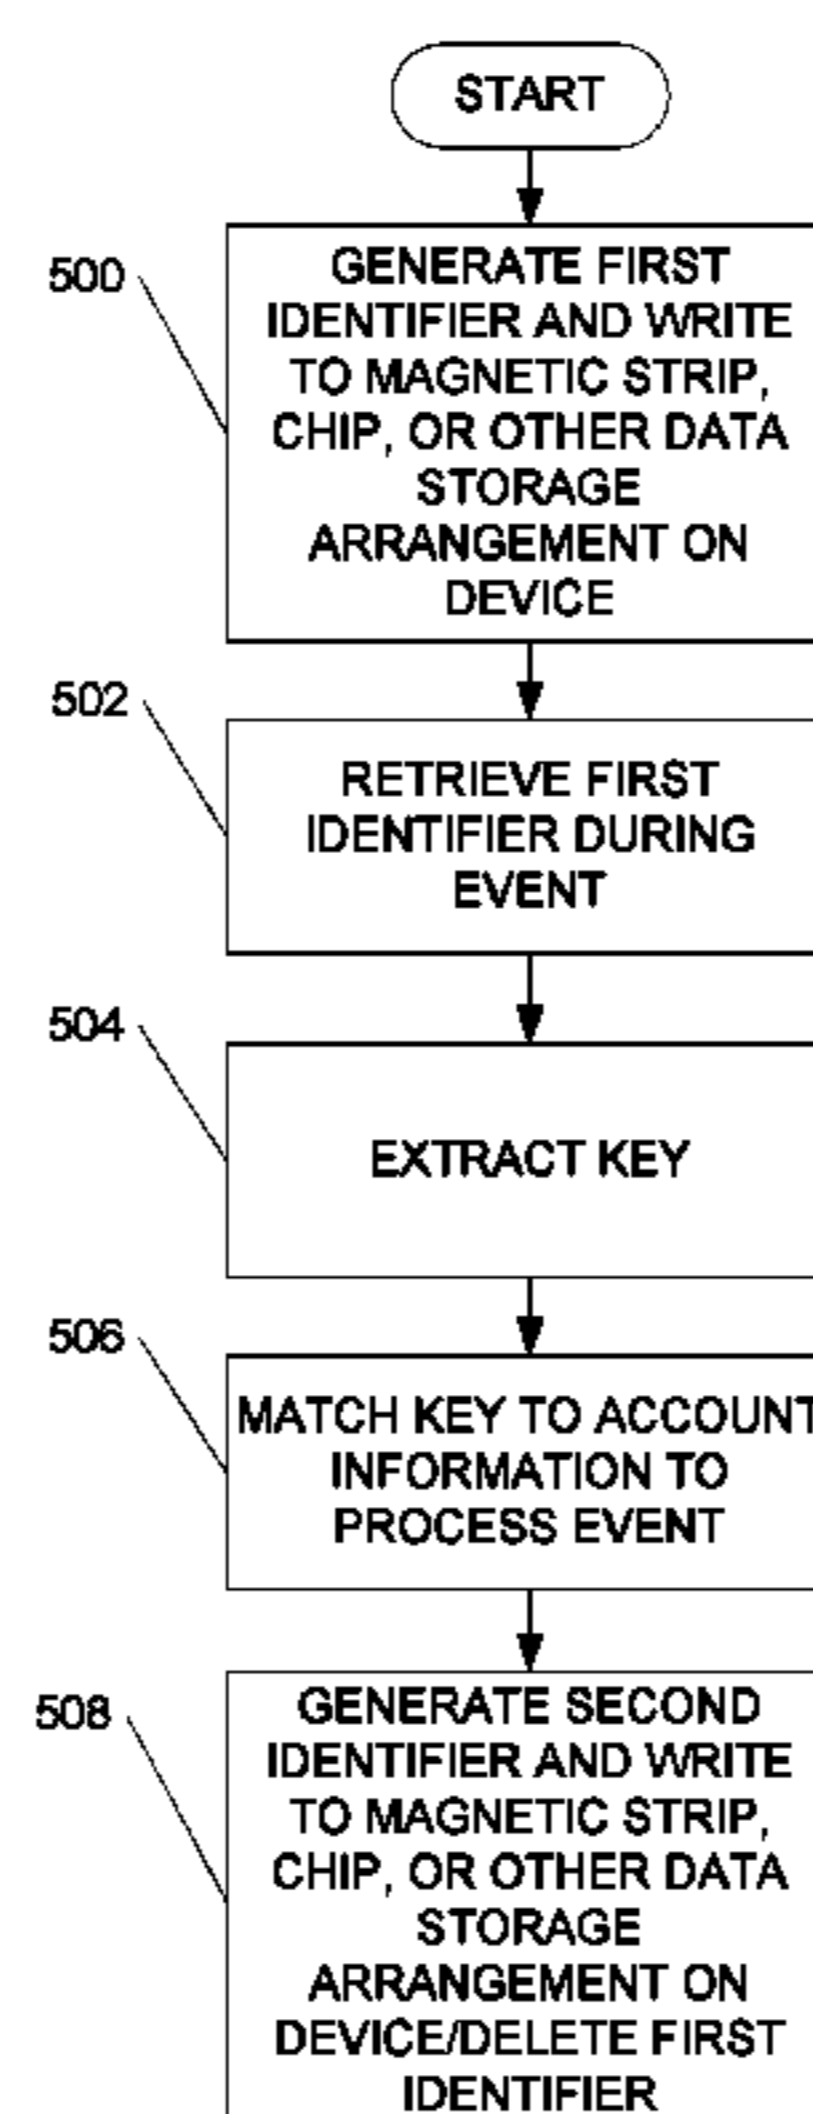 START
500
GENERATE FIRST
IDENTIFIER AND WRITE
TO MAGNETIC STRIP,
CHIP, OR OTHER DATA
STORAGE
ARRANGEMENT ON
DEVICE
502
RETRIEVE FIRST
IDENTIFIER DURING
EVENT
504
EXTRACT KEY
506
MATCH KEY TO ACCOUNT
INFORMATION TO
PROCESS EVENT
508
GENERATE SECOND
IDENTIFIER AND WRITE
TO MAGNETIC STRIP,
CHIP, OR OTHER DATA
STORAGE
ARRANGEMENT ON
DEVICE/DELETE FIRST
IDENTIFIER